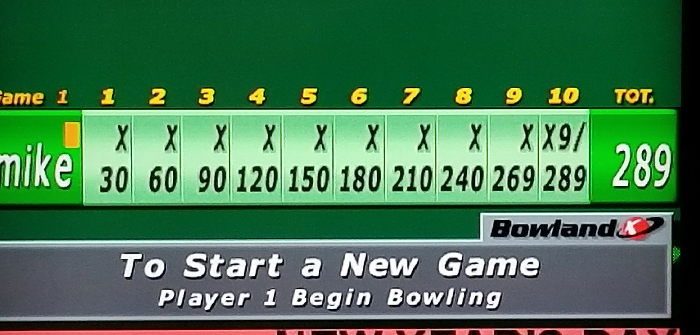 Game 1 1 2 3 4 5 6 7 8 9 10 TOT.
X X X X X X X X X X9/
mike 30 60 90 120 150 180 210 240 269 289 289
Bowland K
To Start a New Game
Player 1 Begin Bowling